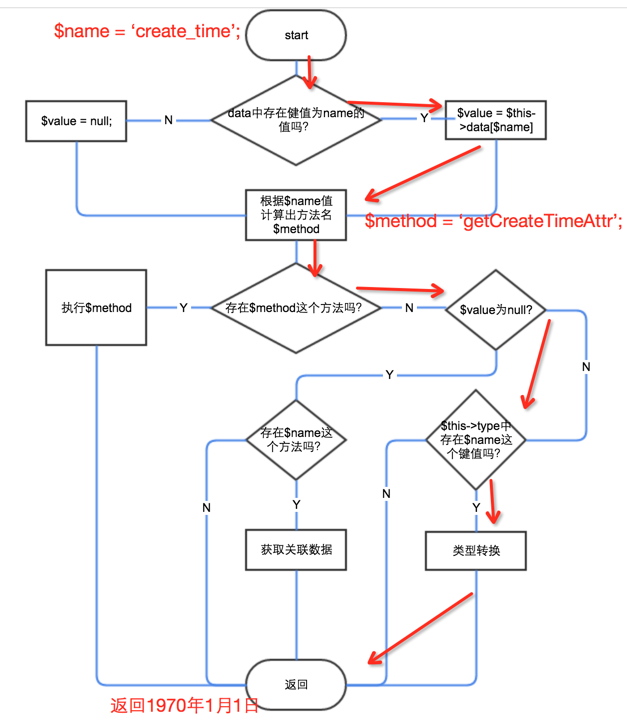 $name = ‘create_time’;
start
data中存在健值为name的
值吗?
N
Y
$value = null;
$value = $this-
>data[$name]
根据$name值
计算出方法名
$method
$method = ‘getCreateTimeAttr’;
执行$method
Y
存在$method这个方法吗?
N
$value为null?
Y
N
存在$name这
个方法吗?
$this->type中
存在$name这
个键值吗?
N
Y
N
Y
获取关联数据
类型转换
返回
返回1970年1月1日